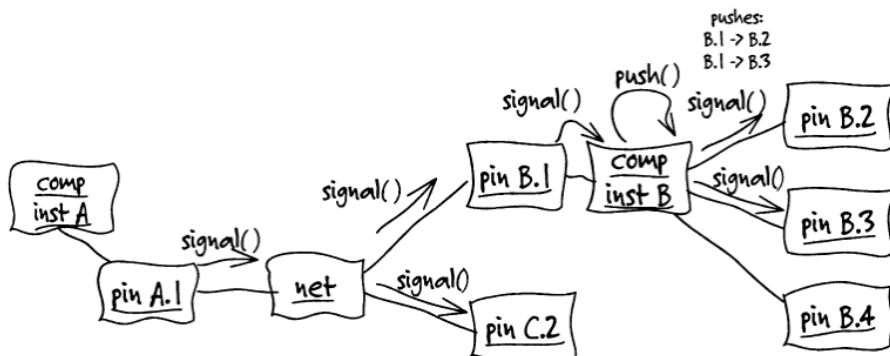 pushes:
B.1 -> B.2
B.1 -> B.3
push()
signal()
signal()
pin B.2
comp
inst B
pin B.1
signal()
signal()
comp
inst A
pin B.3
signal()
signal()
pin A.1
net
pin C.2
pin B.4